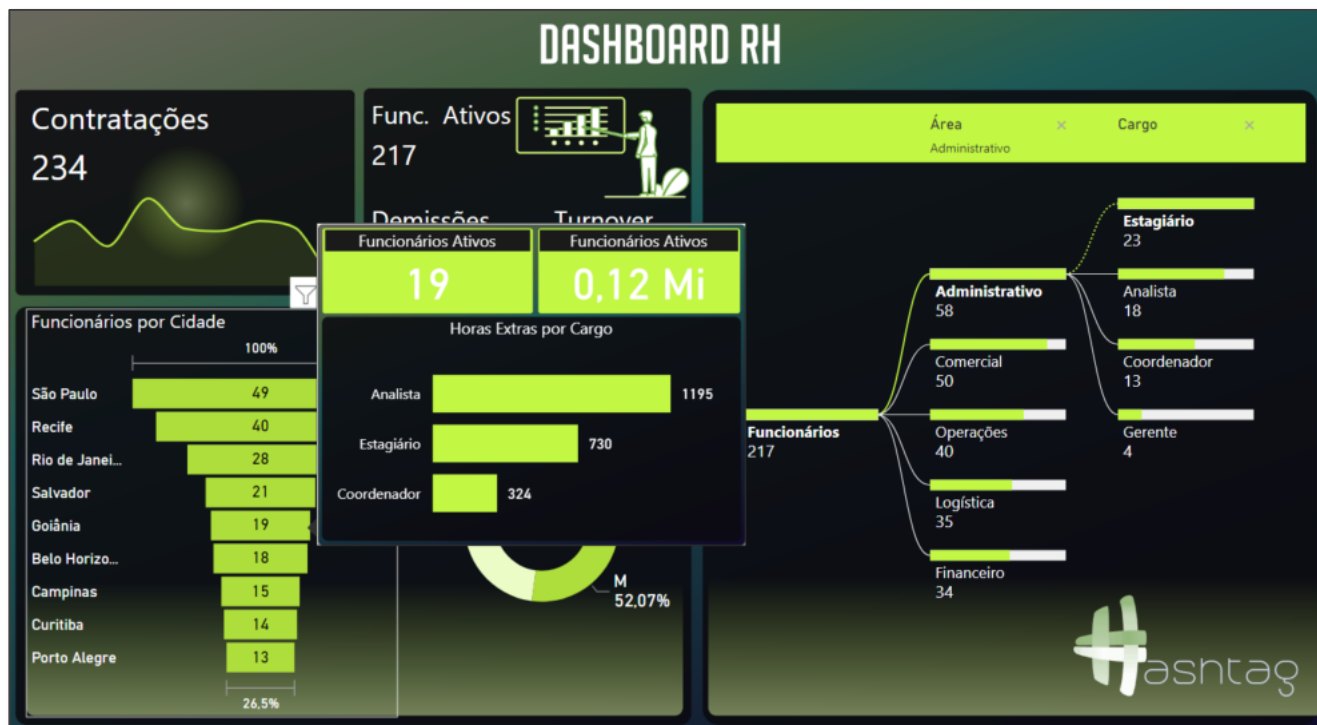 DASHBOARD RH
Contratações
234
Func. Ativos
217
Demissões
Turnover
Funcionários por Cidade
100%
São Paulo 49
Recife 40
Rio de Janei... 28
Salvador 21
Goiânia 19
Belo Horizo... 18
Campinas 15
Curitiba 14
Porto Alegre 13
26,5%
Funcionários Ativos
19
Funcionários Ativos
0,12 Mi
Horas Extras por Cargo
Analista 1195
Estagiário 730
Coordenador 324
M
52,07%
Área ×
Administrativo
Cargo ×
Funcionários
217
Administrativo
58
Comercial
50
Operações
40
Logística
35
Financeiro
34
Estagiário
23
Analista
18
Coordenador
13
Gerente
4
Hashtag